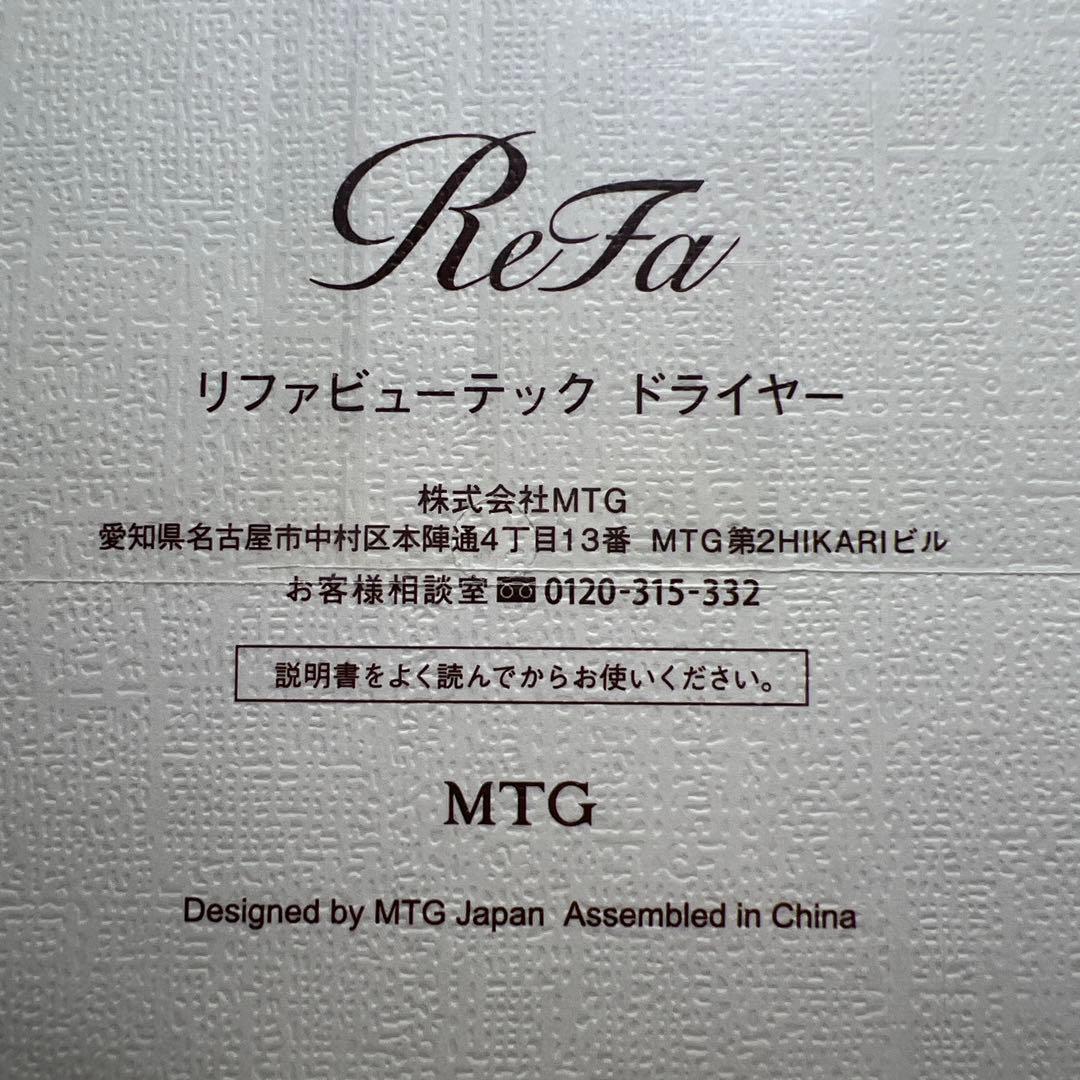 ReFa
リファビューテック ドライヤー
株式会社MTG
愛知県名古屋市中村区本陣通4丁目13番 MTG第2HIKARIビル
お客様相談室 0120-315-332
説明書をよく読んでからお使いください。
MTG
Designed by MTG Japan Assembled in China